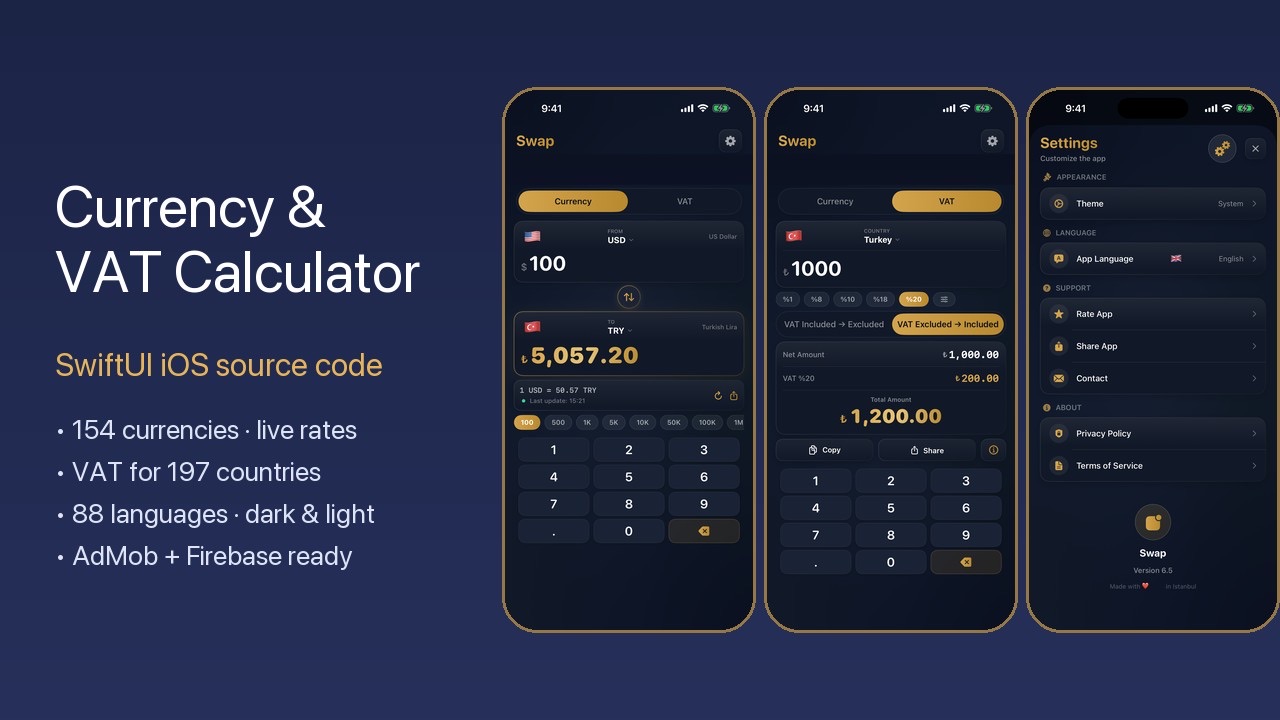 Currency &
VAT Calculator
SwiftUI iOS source code
• 154 currencies · live rates
• VAT for 197 countries
• 88 languages · dark & light
• AdMob + Firebase ready
9:41
Swap
Currency VAT
FROM
USD
US Dollar
$ 100
TO
TRY
Turkish Lira
₺ 5,057.20
1 USD = 50.57 TRY
Last update: 15:21
100 500 1K 5K 10K 50K 100K 1M
1 2 3
4 5 6
7 8 9
. 0
9:41
Swap
Currency VAT
COUNTRY
Turkey
₺ 1000
%1 %8 %10 %18 %20
VAT Included → Excluded VAT Excluded → Included
Net Amount ₺ 1,000.00
VAT %20 ₺ 200.00
Total Amount
₺ 1,200.00
Copy Share
1 2 3
4 5 6
7 8 9
. 0
9:41
Settings
Customize the app
APPEARANCE
Theme System
LANGUAGE
App Language English
SUPPORT
Rate App
Share App
Contact
ABOUT
Privacy Policy
Terms of Service
Swap
Version 6.5
Made with ❤️ in Istanbul